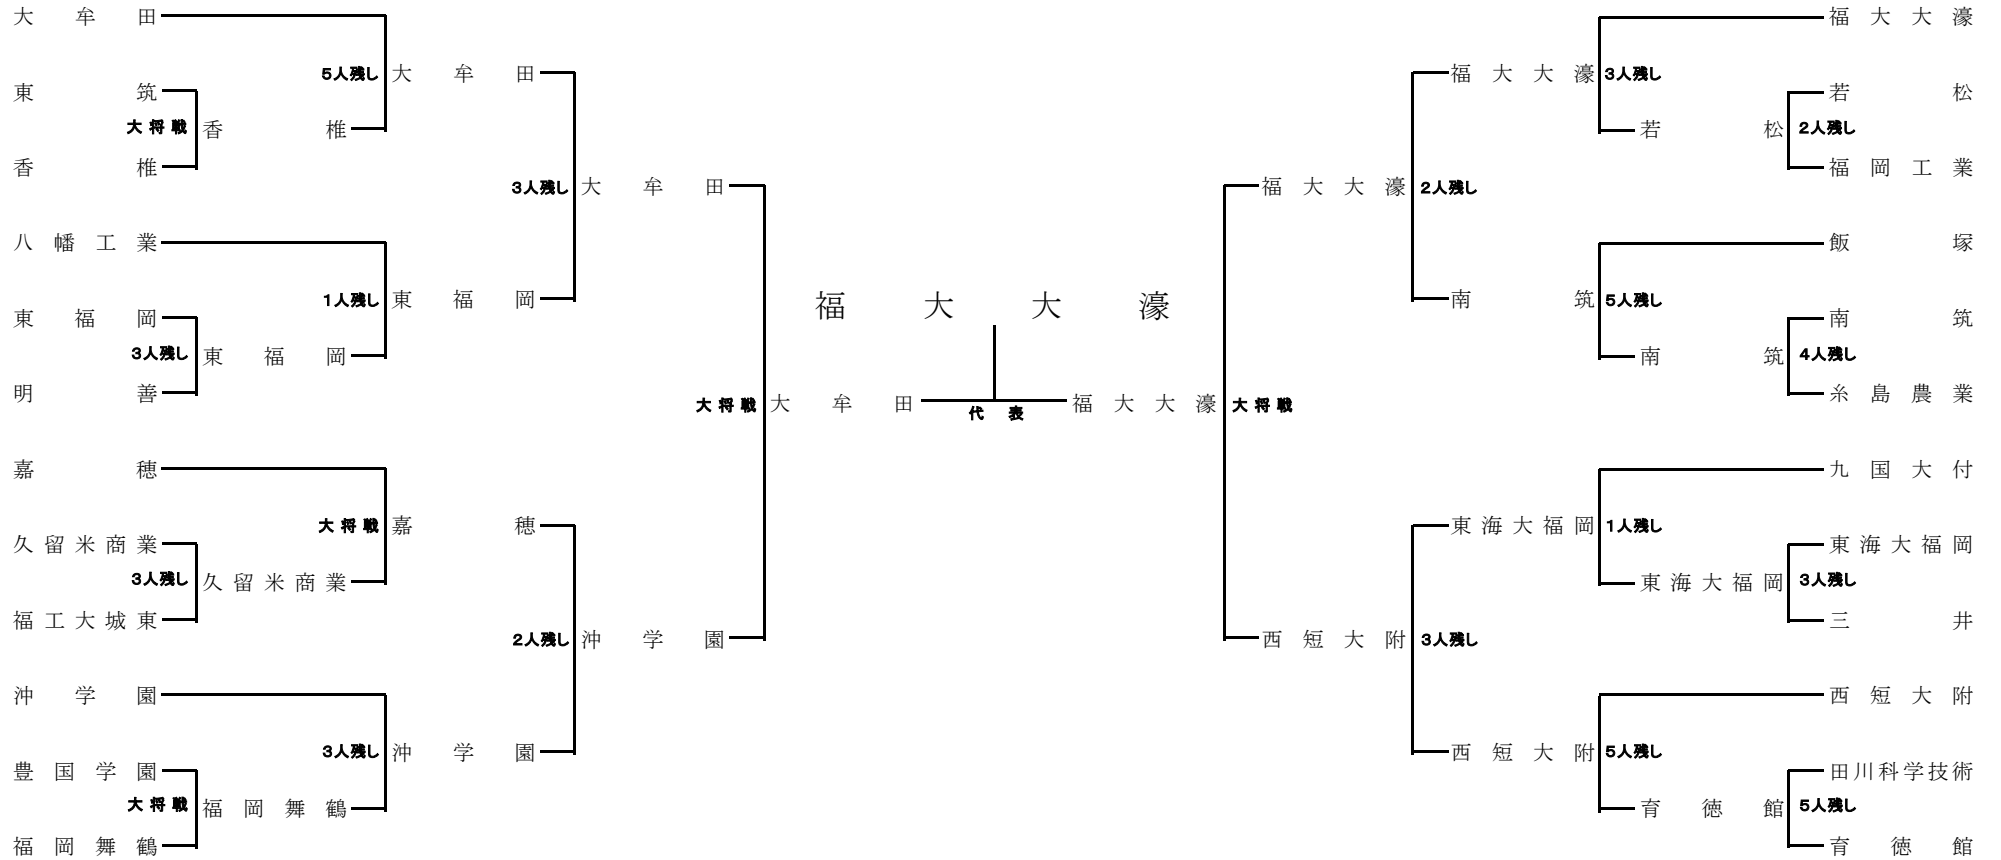 大牟田
東筑
香椎
八幡工業
東福岡
明善
嘉穂
久留米商業
福工大城東
沖学園
豊国学園
福岡舞鶴
大将戦
香椎
3人残し
東福岡
3人残し
久留米商業
大将戦
福岡舞鶴
5人残し
大牟田
1人残し
東福岡
大将戦
嘉穂
3人残し
沖学園
3人残し
大牟田
2人残し
沖学園
大将戦
大牟田
福大大濠
代表
福大大濠
大将戦
福大大濠
2人残し
西短大附
3人残し
福大大濠
3人残し
南筑
5人残し
東海大福岡
1人残し
西短大附
5人残し
若松
2人残し
南筑
4人残し
東海大福岡
3人残し
育徳館
5人残し
福大大濠
若松
福岡工業
飯塚
南筑
糸島農業
九国大付
東海大福岡
三井
西短大附
田川科学技術
育徳館